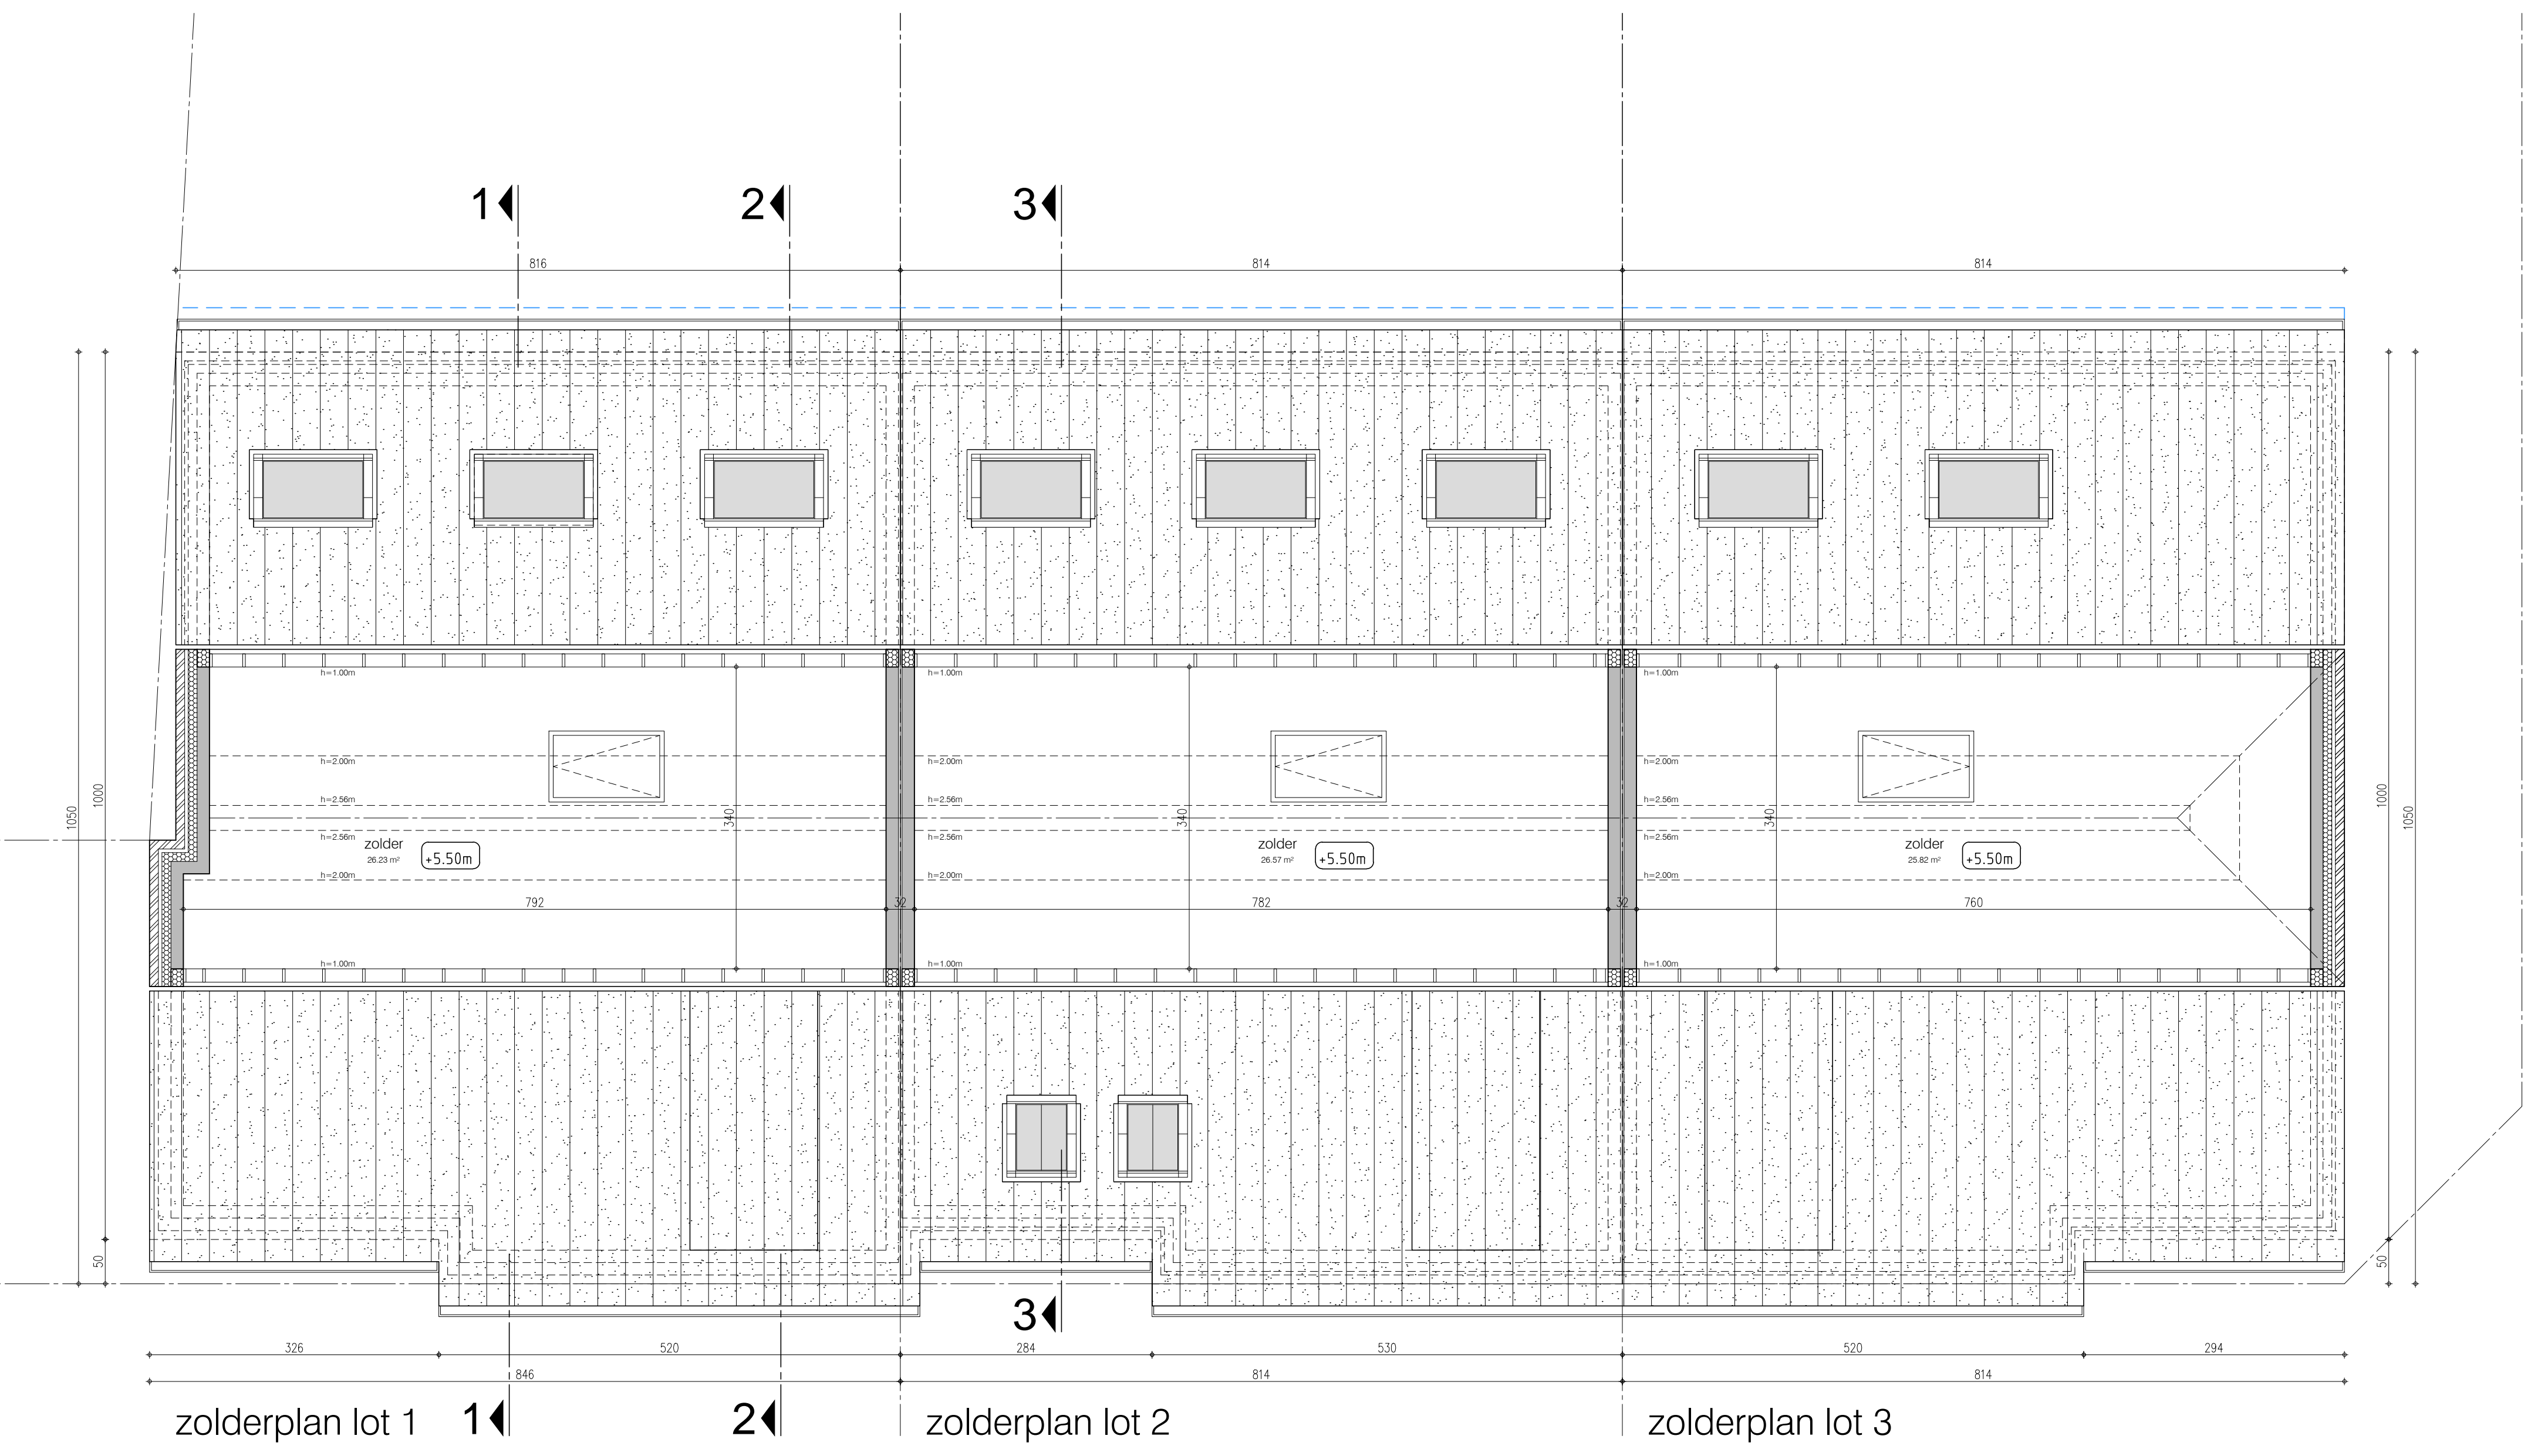 1 2 3
816 814 814
h=1.00m h=1.00m h=1.00m
h=2.00m h=2.00m h=2.00m
h=2.56m h=2.56m h=2.56m
1050 1000 340 340 340 1000 1050
h=2.56m h=2.56m h=2.56m
zolder zolder zolder
26.23 m² +5.50m 26.57 m² +5.50m 25.82 m² +5.50m
h=2.00m h=2.00m h=2.00m
792 32 782 32 760
h=1.00m h=1.00m h=1.00m
50 50
3
326 520 284 530 520 294
846 814 814
zolderplan lot 1 1 2 zolderplan lot 2 zolderplan lot 3